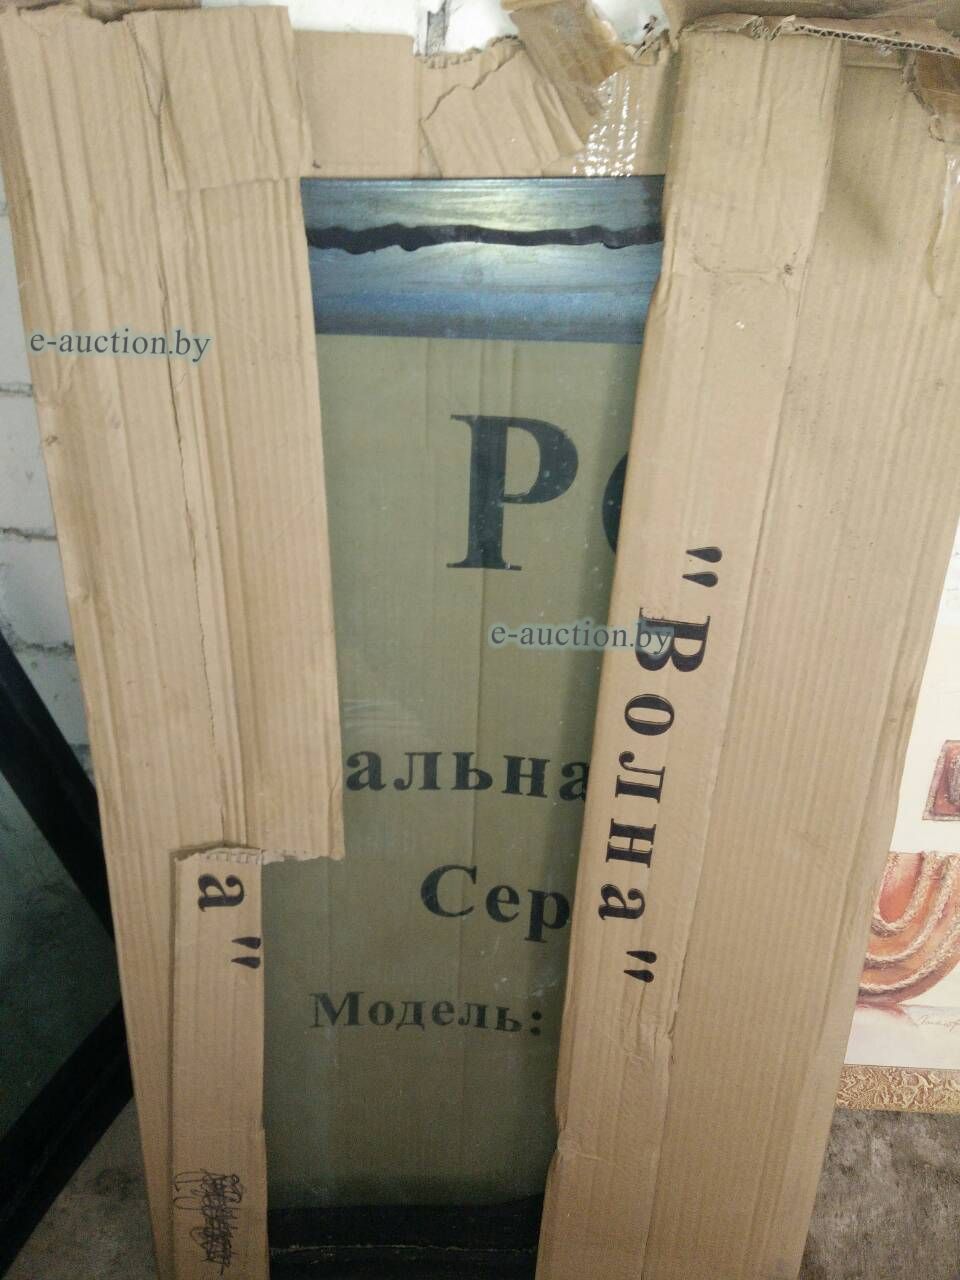 e-auction.by
Р
e-auction.by
"Волна"
альна
Сер
а"
Модель: